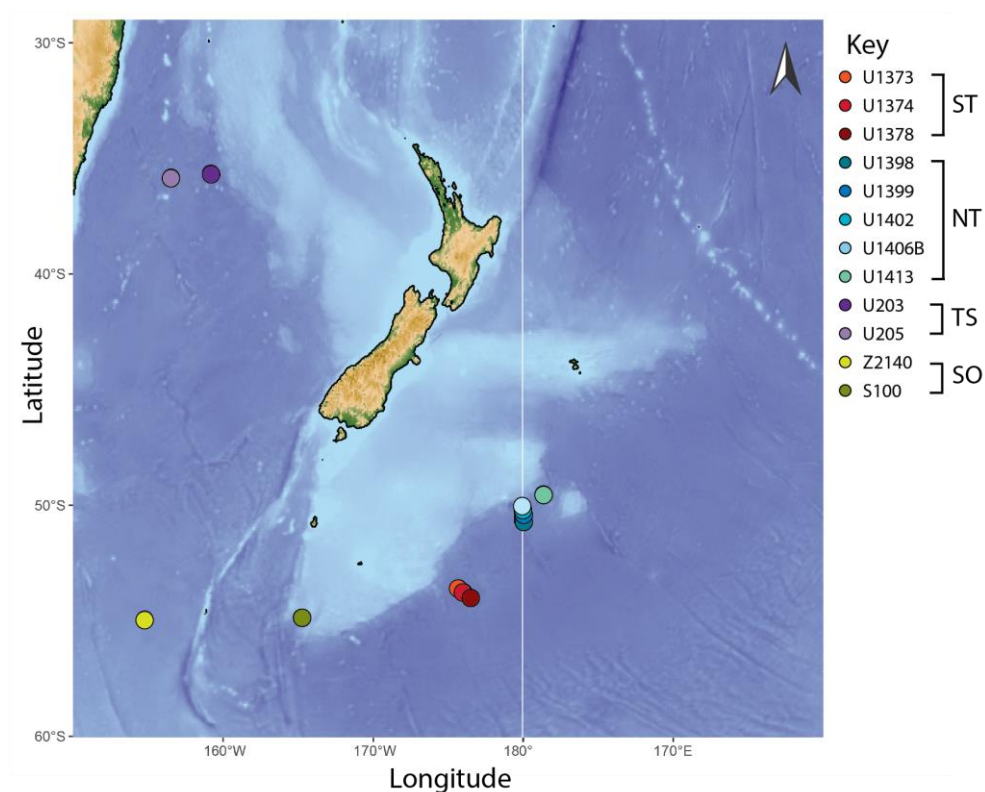 Key
U1373
U1374
U1378
ST
U1398
U1399
U1402
U1406B
U1413
NT
U203
U205
TS
Z2140
S100
SO
30°S
40°S
50°S
60°S
Latitude
160°W
170°W
180°
170°E
Longitude